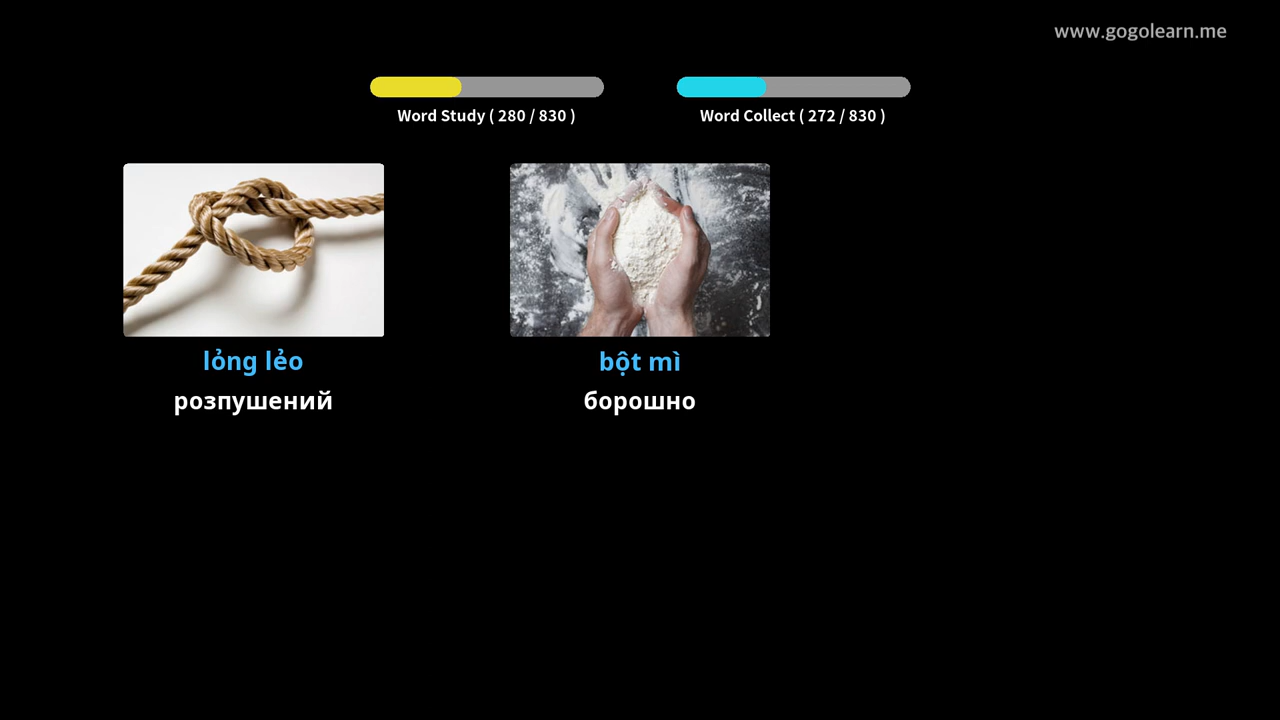 www.gogolearn.me
Word Study ( 280 / 830 )
Word Collect ( 272 / 830 )
lỏng lẻo
розпушений
bột mì
борошно